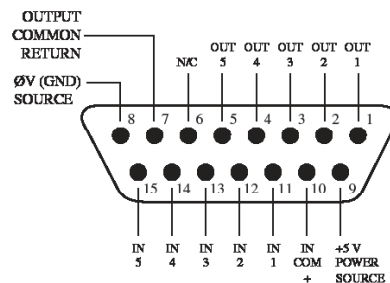 OUTPUT
COMMON
RETURN
ØV (GND)
SOURCE
N/C
OUT
5
OUT
4
OUT
3
OUT
2
OUT
1
8 7 6 5 4 3 2 1
15 14 13 12 11 10 9
IN
5
IN
4
IN
3
IN
2
IN
1
IN
COM
+
+5 V
POWER
SOURCE